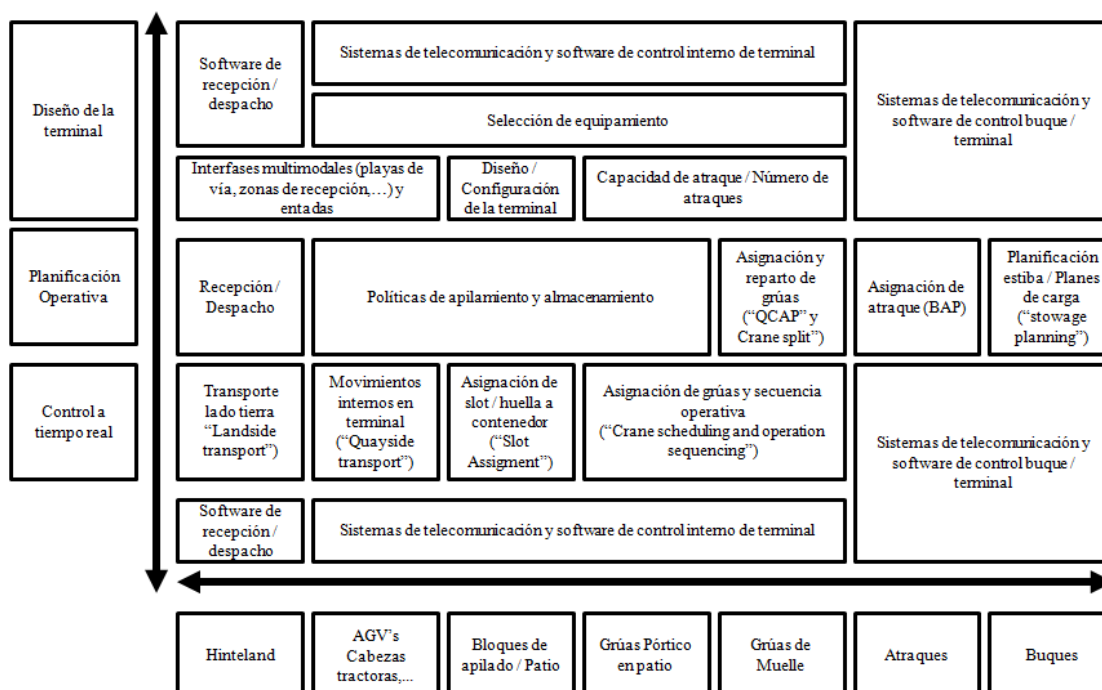 Diseño de la
terminal
Software de
recepción /
despacho
Sistemas de telecomunicación y software de control interno de terminal
Selección de equipamiento
Sistemas de telecomunicación y
software de control buque /
terminal
Interfases multimodales (playas de
vía, zonas de recepción,…) y
entadas
Diseño /
Configuración
de la terminal
Capacidad de atraque / Número de
atraques
Planificación
Operativa
Recepción /
Despacho
Políticas de apilamiento y almacenamiento
Asignación y
reparto de
grúas
(“QCAP” y
Crane split”)
Asignación de
atraque (BAP)
Planificación
estiba / Planes
de carga
(“stowage
planning”)
Control a
tiempo real
Transporte
lado tierra
“Landside
transport”)
Movimientos
internos en
terminal
(“Quayside
transport”)
Asignación de
slot / huella a
contenedor
(“Slot
Assigment”)
Asignación de grúas y secuencia
operativa
(“Crane scheduling and operation
sequencing”)
Sistemas de telecomunicación y
software de control buque /
terminal
Software de
recepción /
despacho
Sistemas de telecomunicación y software de control interno de terminal
Hinteland
AGV’s
Cabezas
tractoras,...
Bloques de
apilado / Patio
Grúas Pórtico
en patio
Grúas de
Muelle
Atraques
Buques